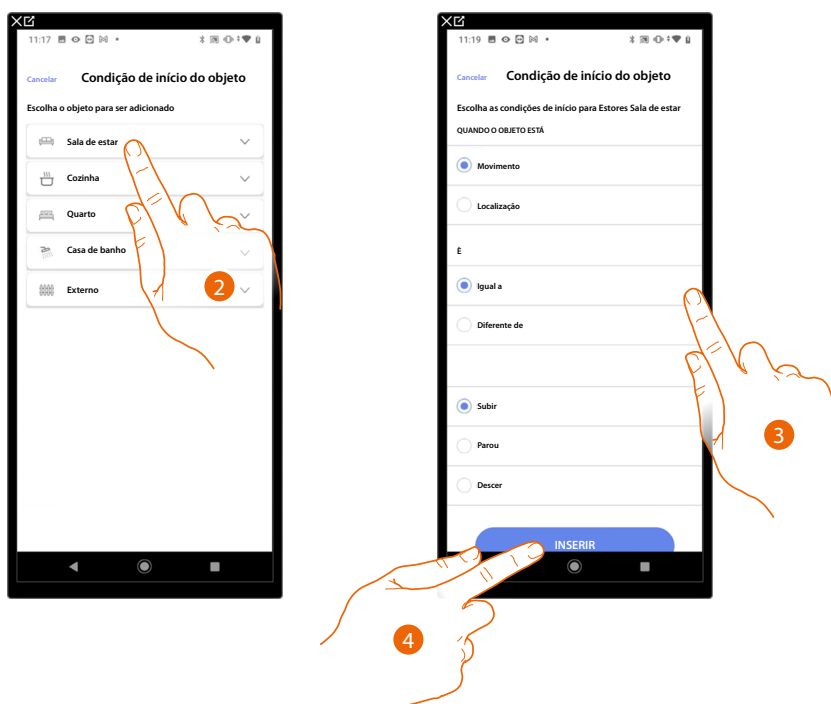 11:17
Cancelar Condição de início do objeto
Escolha o objeto para ser adicionado
Sala de estar
Cozinha
Quarto
Casa de banho
Externo
2
11:19
Cancelar Condição de início do objeto
Escolha as condições de início para Estores Sala de estar
QUANDO O OBJETO ESTÁ
Movimento
Localização
È
Igual a
Diferente de
Subir
Parou
Descer
INSERIR
3
4